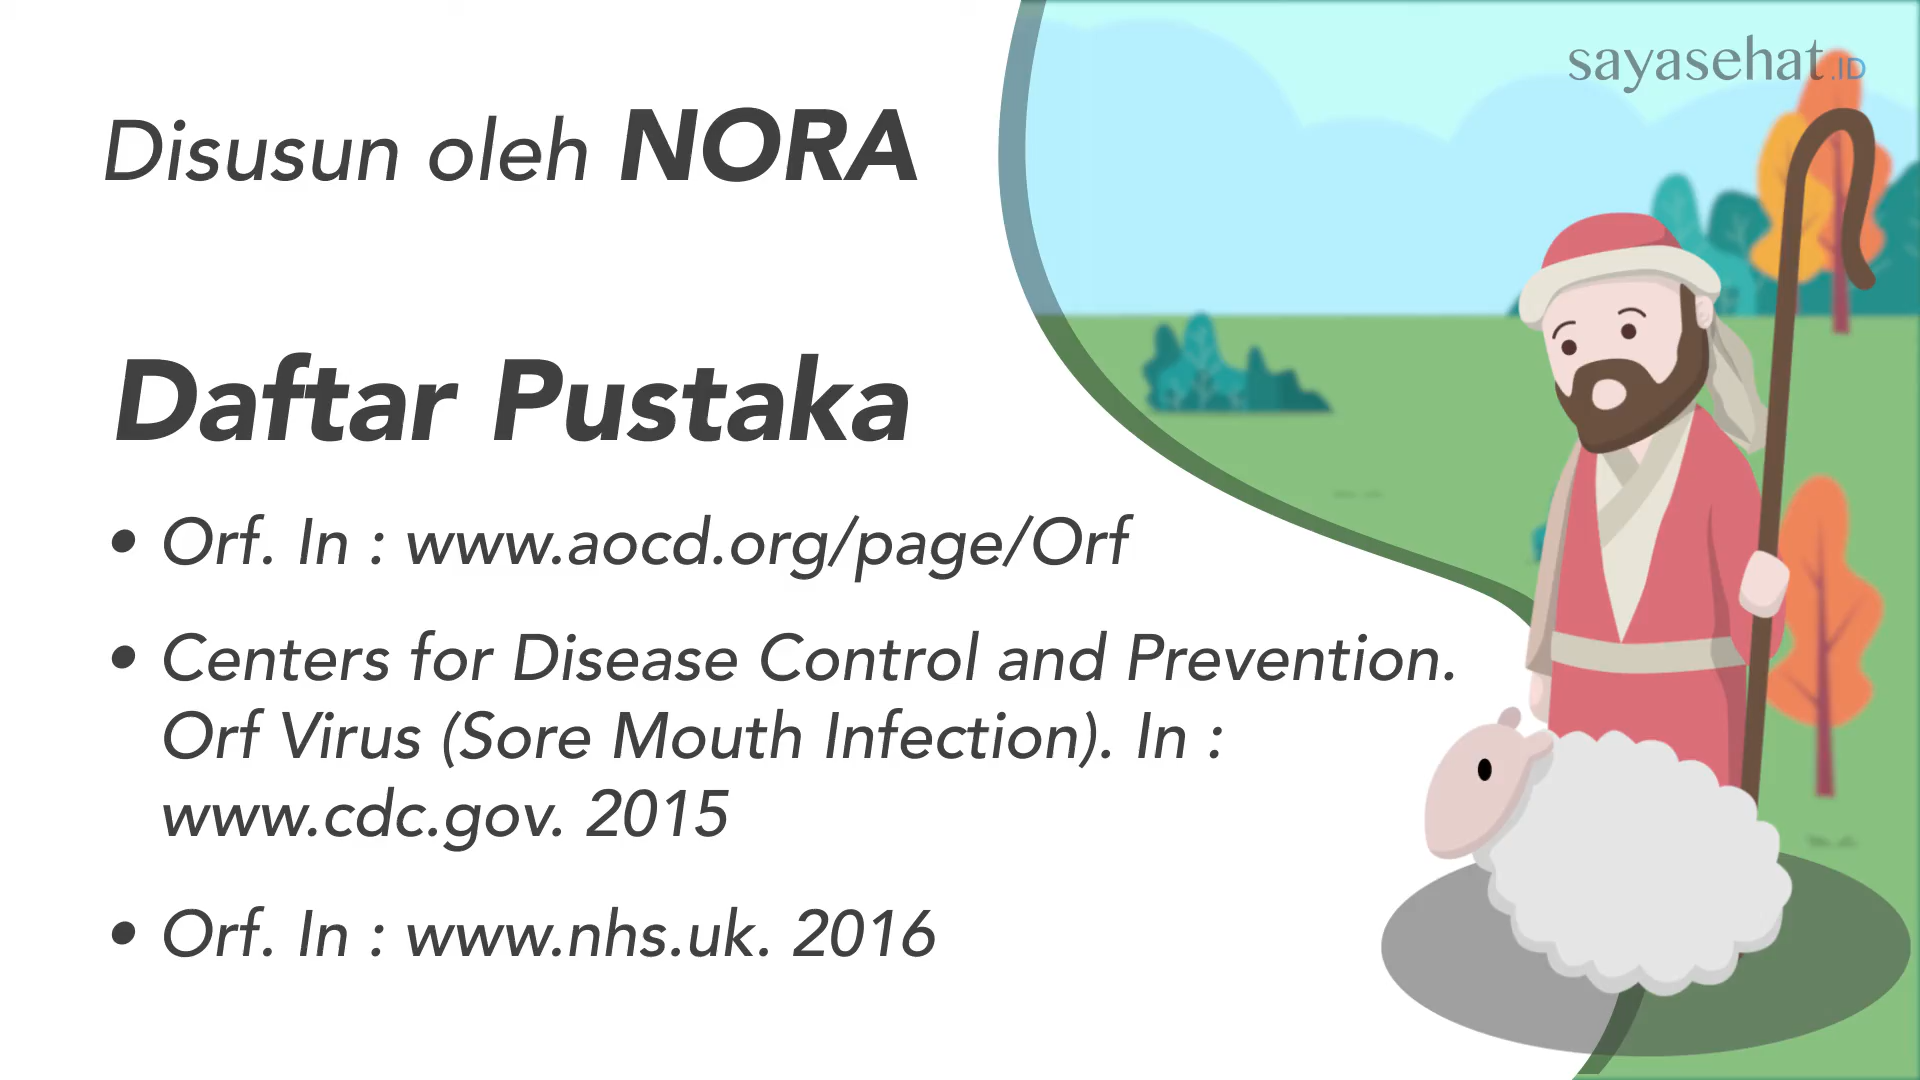 sayasehat.ID
Disusun oleh NORA
Daftar Pustaka
• Orf. In : www.aocd.org/page/Orf
• Centers for Disease Control and Prevention.
Orf Virus (Sore Mouth Infection). In :
www.cdc.gov. 2015
• Orf. In : www.nhs.uk. 2016